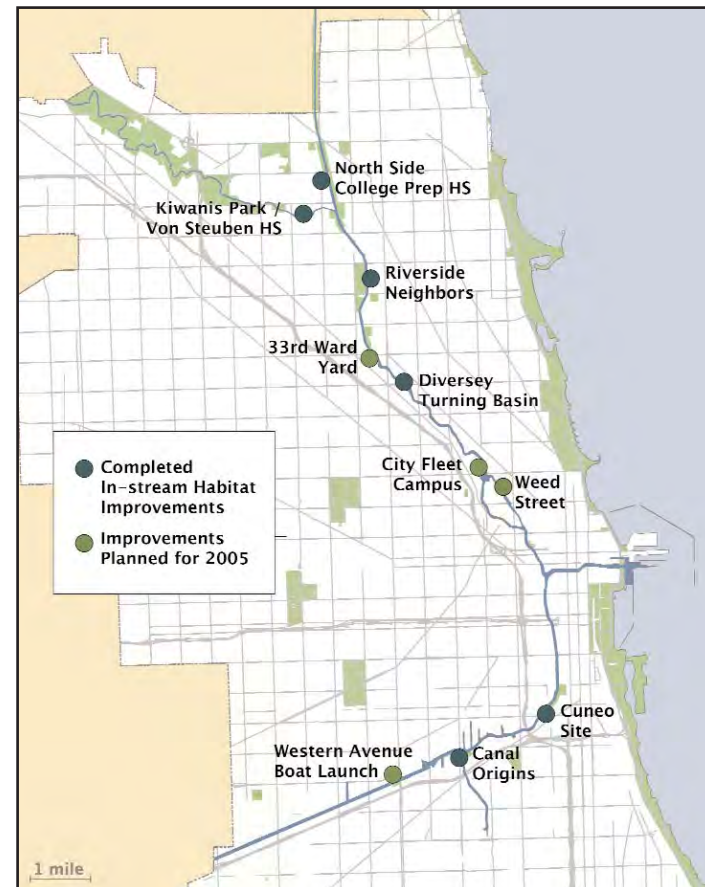 North Side
College Prep HS
Kiwanis Park /
Von Steuben HS
Riverside
Neighbors
33rd Ward
Yard
Diversey
Turning Basin
City Fleet
Campus
Weed
Street
Completed
In-stream Habitat
Improvements
Improvements
Planned for 2005
Cuneo
Site
Western Avenue
Boat Launch
Canal
Origins
1 mile